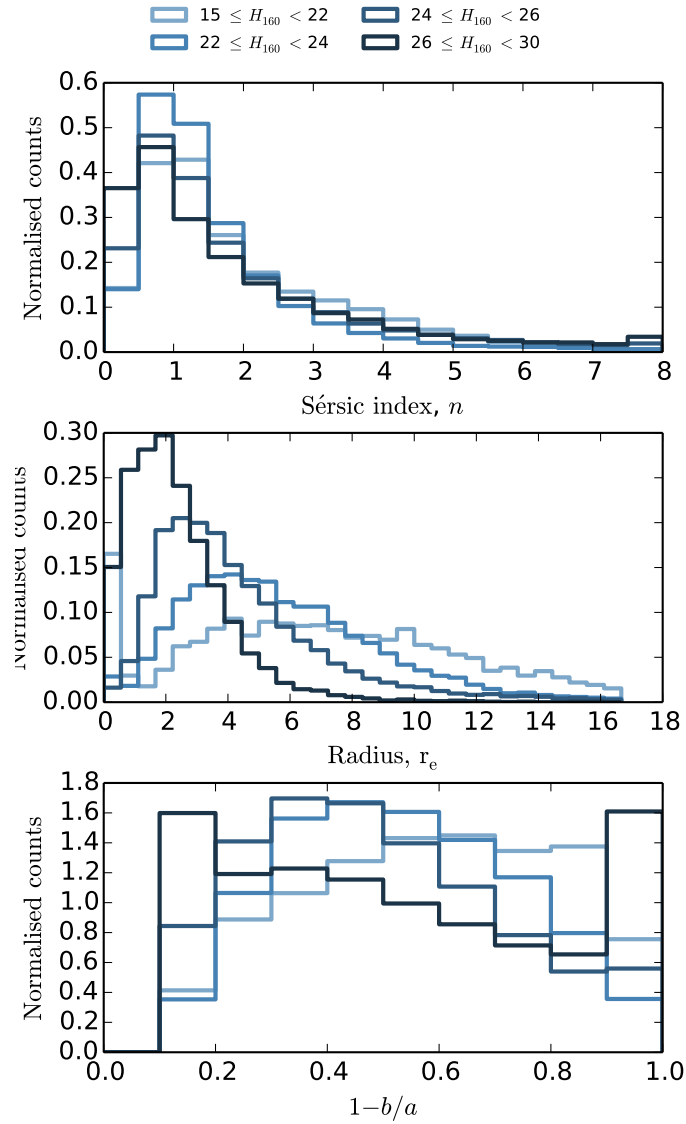 15 ≤ H₁₆₀ < 22 24 ≤ H₁₆₀ < 26
22 ≤ H₁₆₀ < 24 26 ≤ H₁₆₀ < 30
0.6
0.5
0.4
0.3
0.2
0.1
0.0
Normalised counts
0 1 2 3 4 5 6 7 8
Sérsic index, n
0.30
0.25
0.20
0.15
0.10
0.05
0.00
Normalised counts
0 2 4 6 8 10 12 14 16 18
Radius, rₑ
1.8
1.6
1.4
1.2
1.0
0.8
0.6
0.4
0.2
0.0
Normalised counts
0.0 0.2 0.4 0.6 0.8 1.0
1−b/a